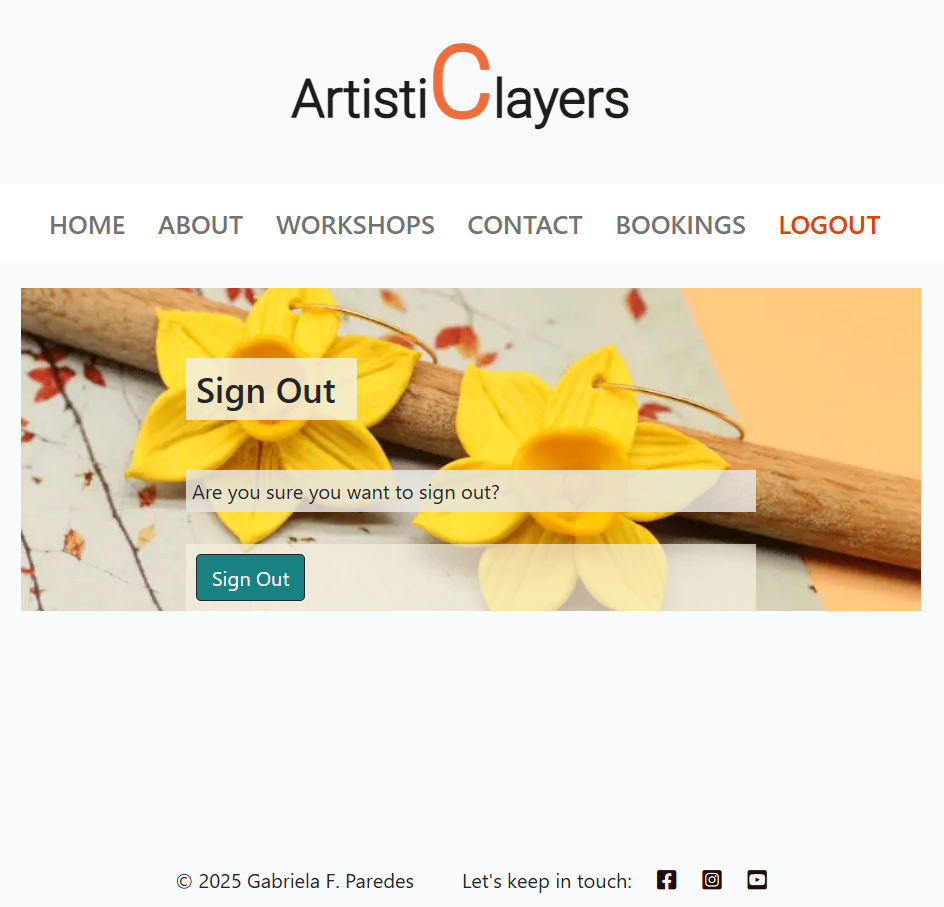 ArtistiClayers
HOME ABOUT WORKSHOPS CONTACT BOOKINGS LOGOUT
Sign Out
Are you sure you want to sign out?
Sign Out
© 2025 Gabriela F. Paredes Let's keep in touch: